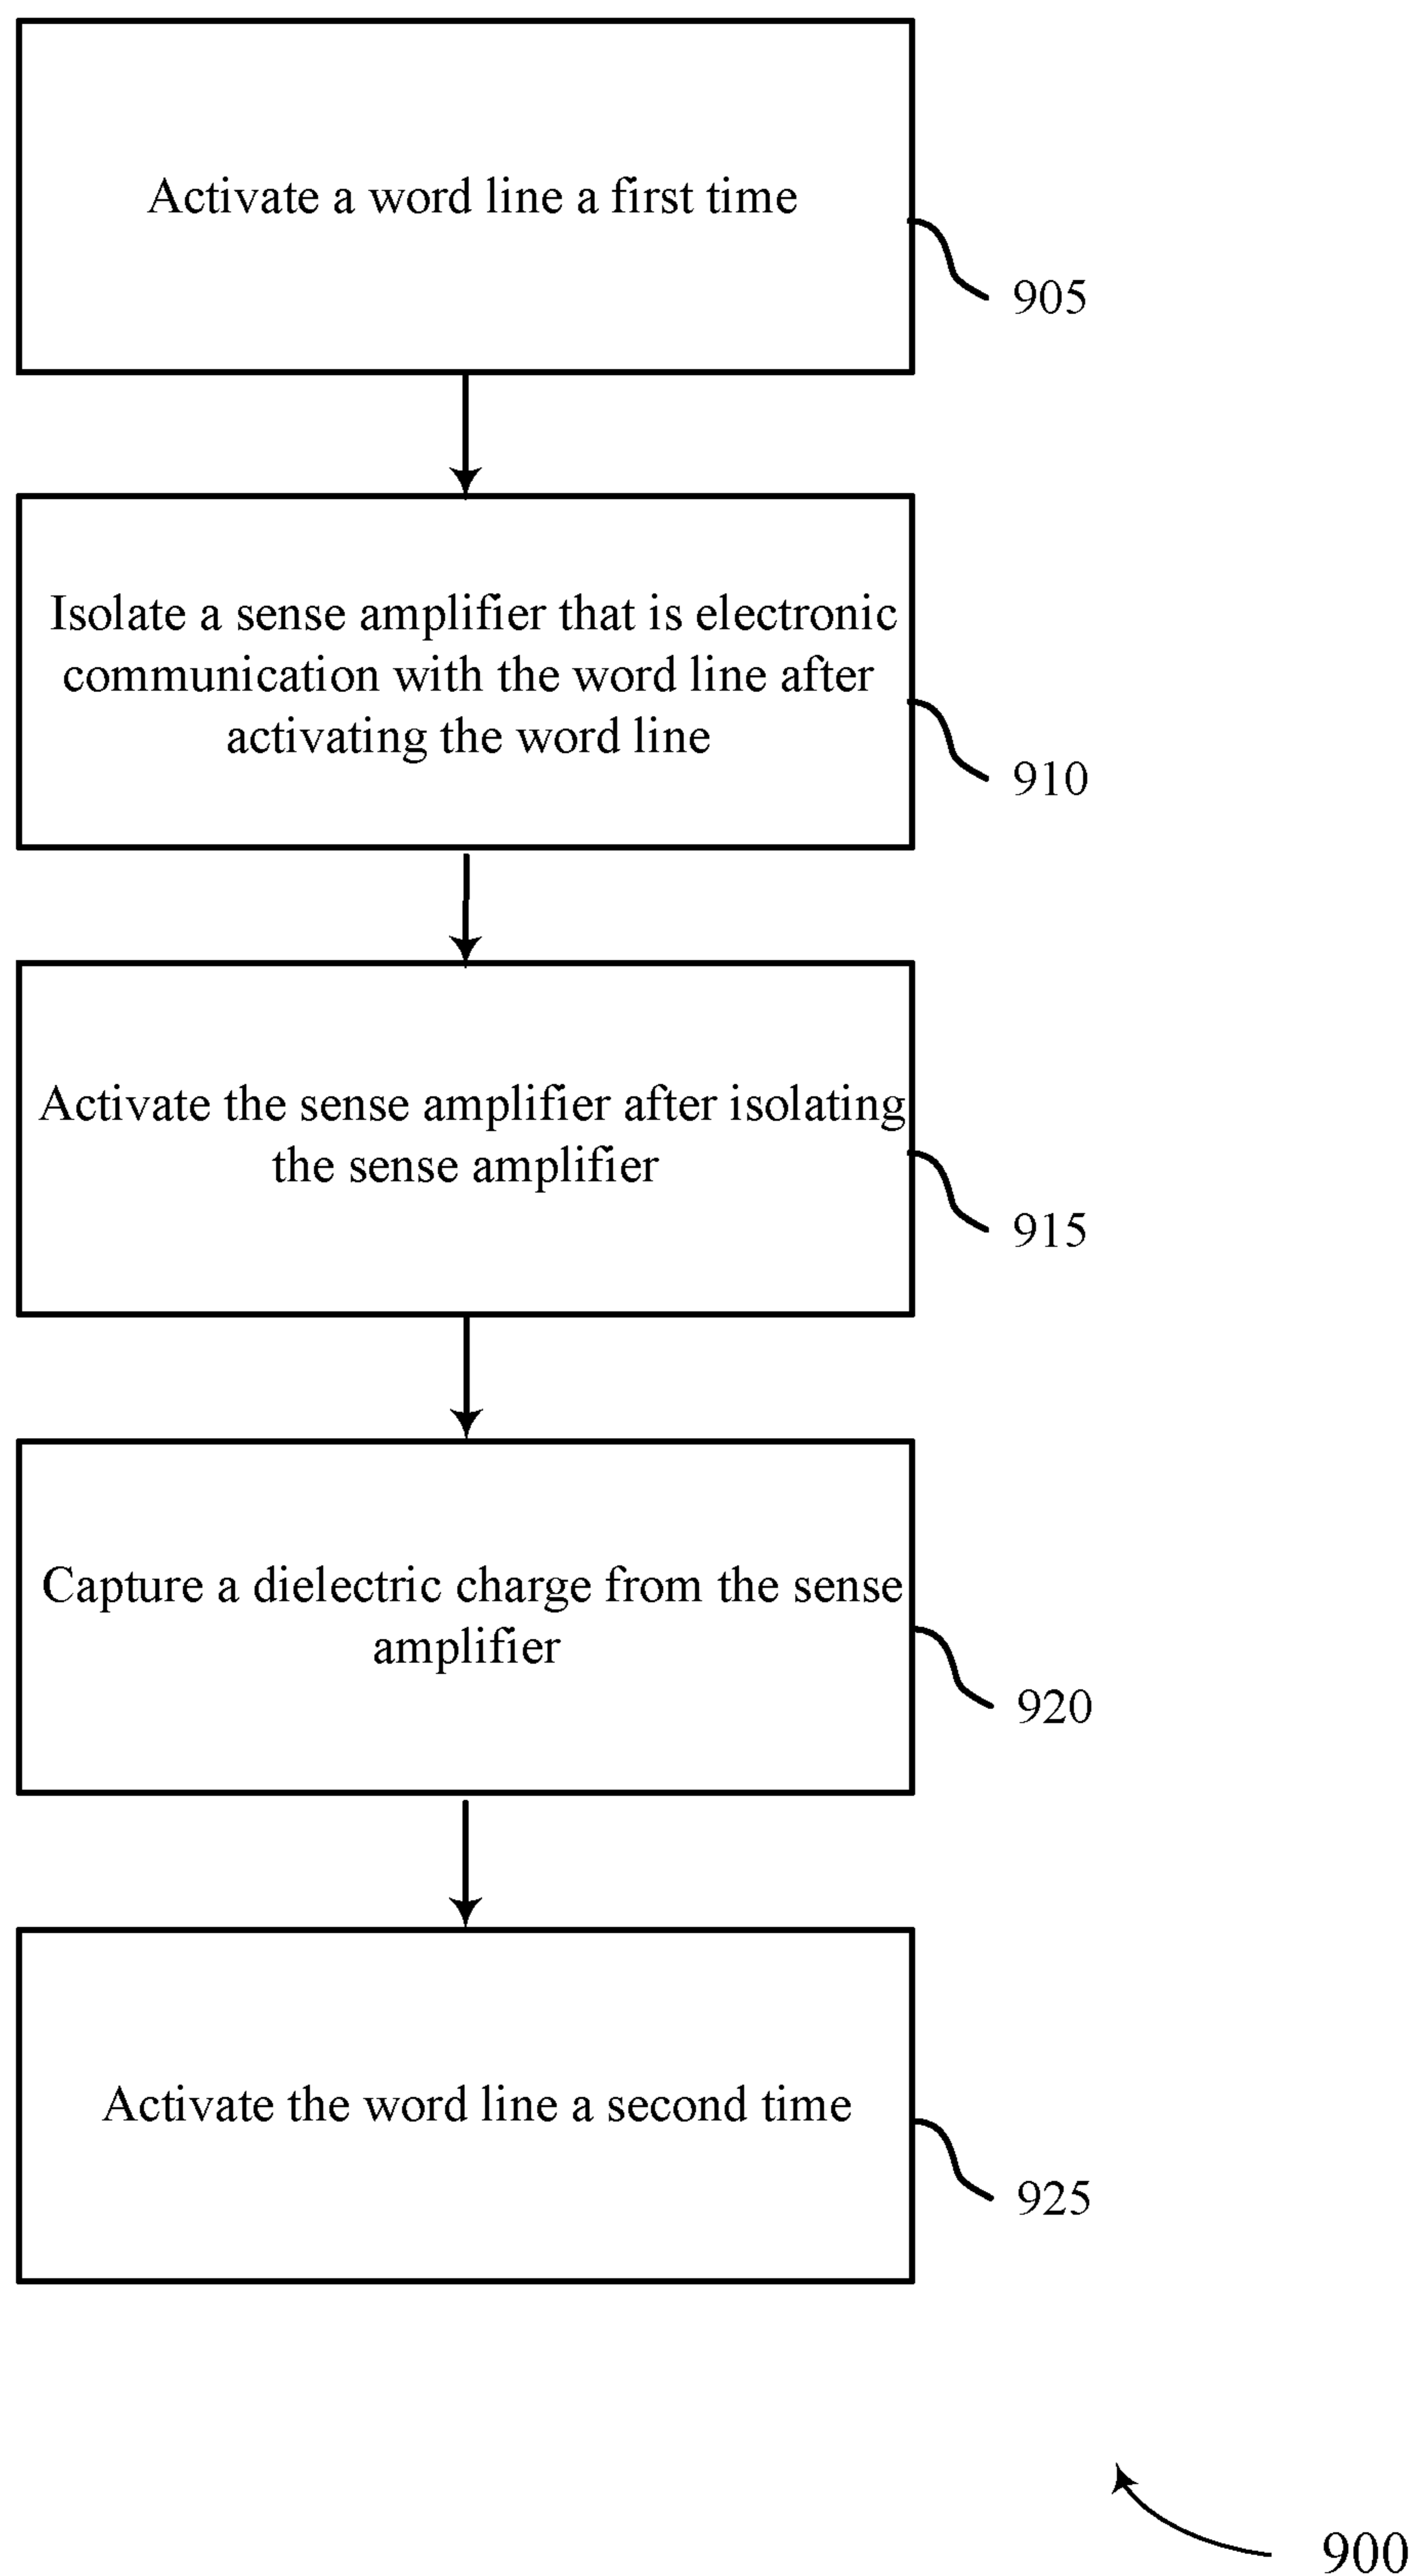 Activate a word line a first time
905
Isolate a sense amplifier that is electronic
communication with the word line after
activating the word line
910
Activate the sense amplifier after isolating
the sense amplifier
915
Capture a dielectric charge from the sense
amplifier
920
Activate the word line a second time
925
900